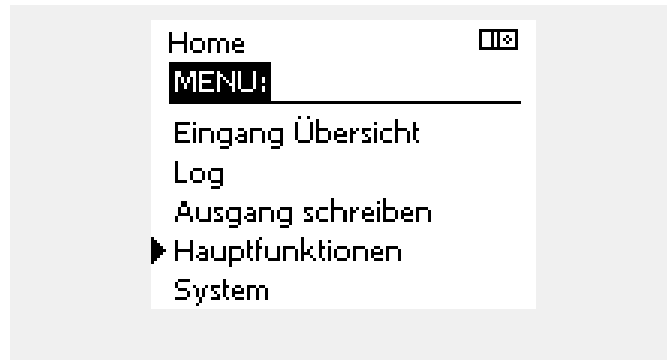 Home
MENU:
Eingang Übersicht
Log
Ausgang schreiben
Hauptfunktionen
System